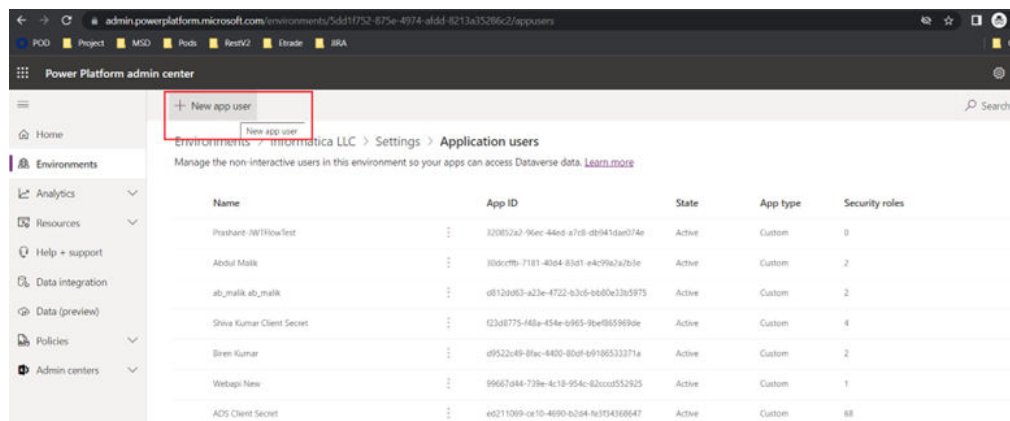 admin.powerplatform.microsoft.com/environments/5dd1f752-875e-4974-afdd-8213a35286c2/appusers
POD Project MSD Pods RestV2 Etrade JIRA
Power Platform admin center
+ New app user Search
New app user
Home
Environments > Informatica LLC > Settings > Application users
Environments
Manage the non-interactive users in this environment so your apps can access Dataverse data. Learn more
Analytics
Name App ID State App type Security roles
Resources
Prashant-JWTFlowTest 320852a2-96ec-44ed-a7c8-db941dae074e Active Custom 0
Help + support
Abdul Malik 30dccffb-7181-40d4-83d1-e4c99a2a2b3e Active Custom 2
Data integration
ab_malik ab_malik d812dd63-a23e-4722-b3c6-bb80e33b5975 Active Custom 2
Data (preview)
Shiva Kumar Client Secret f23d8775-f48a-454e-b965-9bef865969de Active Custom 4
Policies
Biren Kumar d9522c49-8fac-4400-80df-b9186533371a Active Custom 2
Admin centers
Webapi New 99667d44-739e-4c18-954c-82cccd552925 Active Custom 1
ADS Client Secret ed211069-ce10-4690-b2d4-fe3f34368647 Active Custom 68